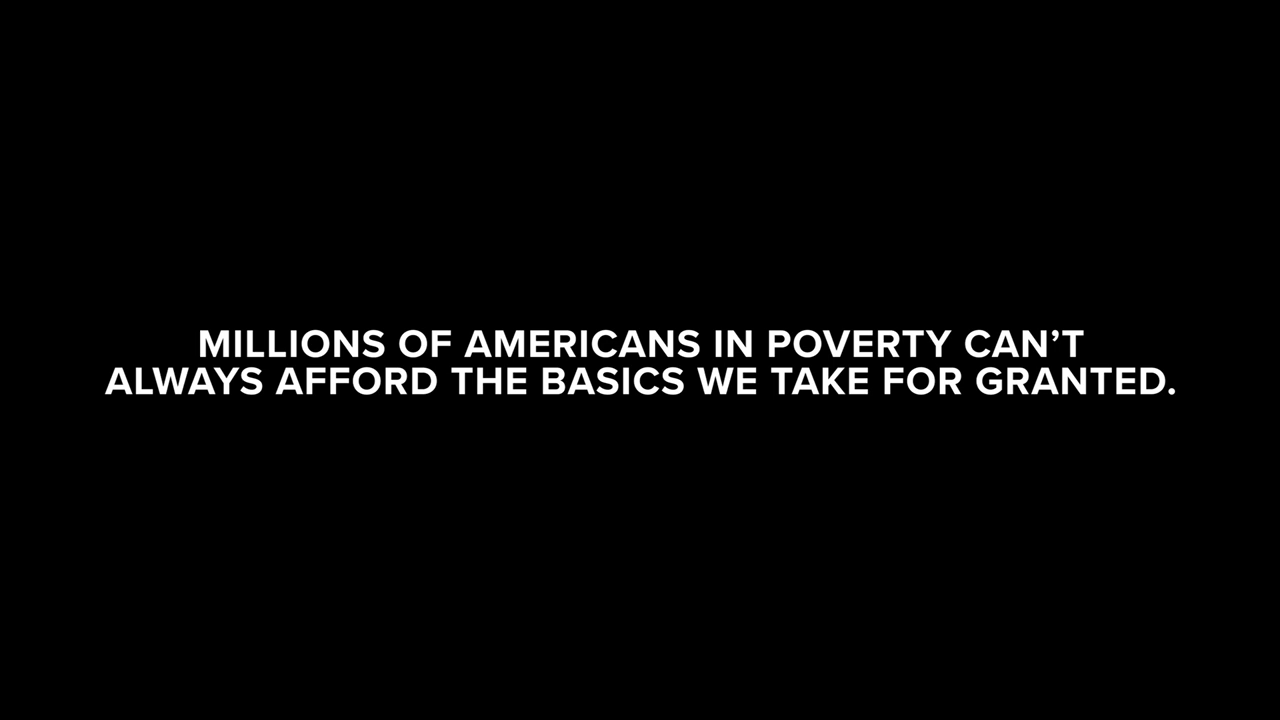 MILLIONS OF AMERICANS IN POVERTY CAN’T
ALWAYS AFFORD THE BASICS WE TAKE FOR GRANTED.